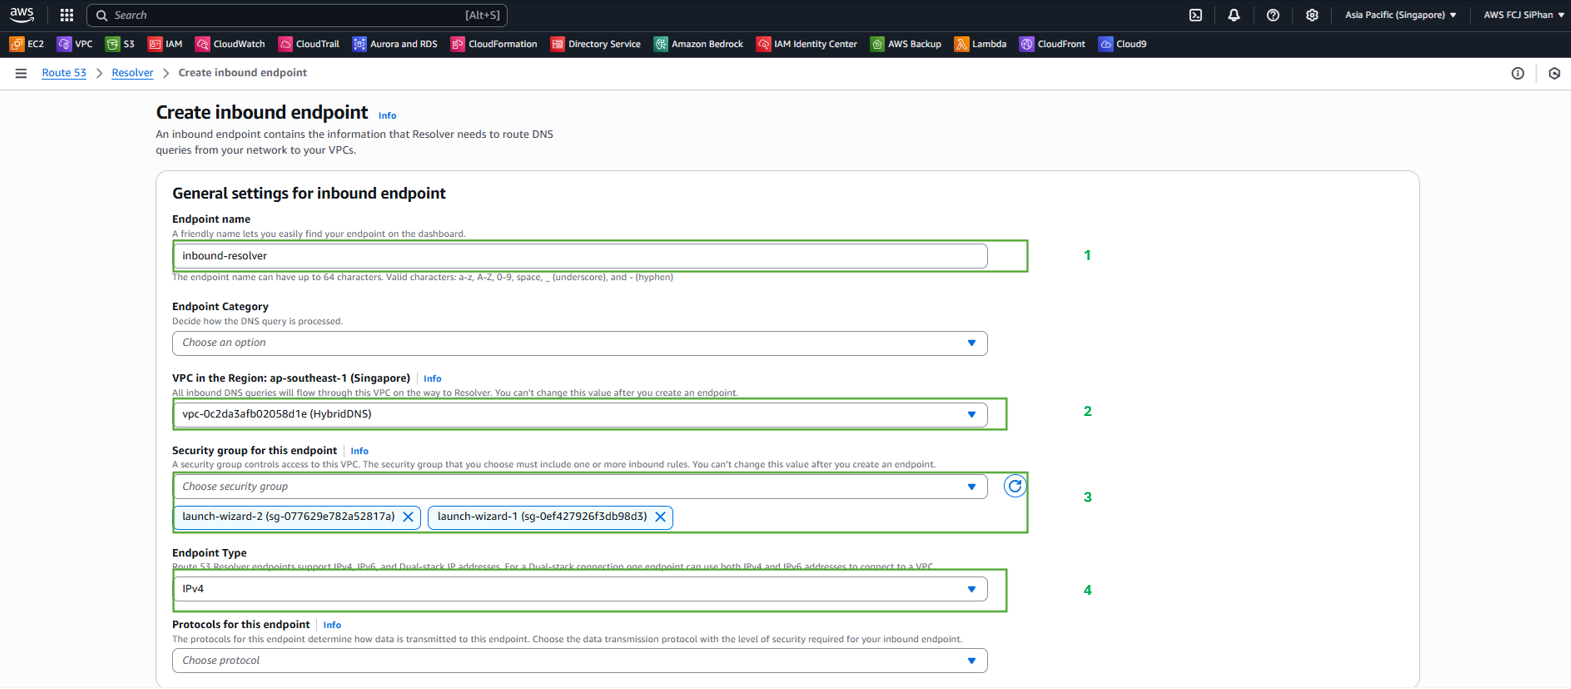 aws
Search [Alt+S]
Asia Pacific (Singapore) AWS FCJ SiPhan
EC2 VPC S3 IAM CloudWatch CloudTrail Aurora and RDS CloudFormation Directory Service Amazon Bedrock IAM Identity Center AWS Backup Lambda CloudFront Cloud9
Route 53 > Resolver > Create inbound endpoint
Create inbound endpoint Info
An inbound endpoint contains the information that Resolver needs to route DNS
queries from your network to your VPCs.
General settings for inbound endpoint
Endpoint name
A friendly name lets you easily find your endpoint on the dashboard.
inbound-resolver
1
The endpoint name can have up to 64 characters. Valid characters: a-z, A-Z, 0-9, space, _ (underscore), and - (hyphen)
Endpoint Category
Decide how the DNS query is processed.
Choose an option
VPC in the Region: ap-southeast-1 (Singapore) Info
All inbound DNS queries will flow through this VPC on the way to Resolver. You can't change this value after you create an endpoint.
vpc-0c2da3afb02058d1e (HybridDNS)
2
Security group for this endpoint Info
A security group controls access to this VPC. The security group that you choose must include one or more inbound rules. You can't change this value after you create an endpoint.
Choose security group
3
launch-wizard-2 (sg-077629e782a52817a) launch-wizard-1 (sg-0ef427926f3db98d3)
Endpoint Type
Route 53 Resolver endpoints support IPv4, IPv6, and Dual-stack IP addresses. For a Dual-stack connection one endpoint can use both IPv4 and IPv6 addresses to connect to a VPC.
IPv4
4
Protocols for this endpoint Info
The protocols for this endpoint determine how data is transmitted to this endpoint. Choose the data transmission protocol with the level of security required for your inbound endpoint.
Choose protocol